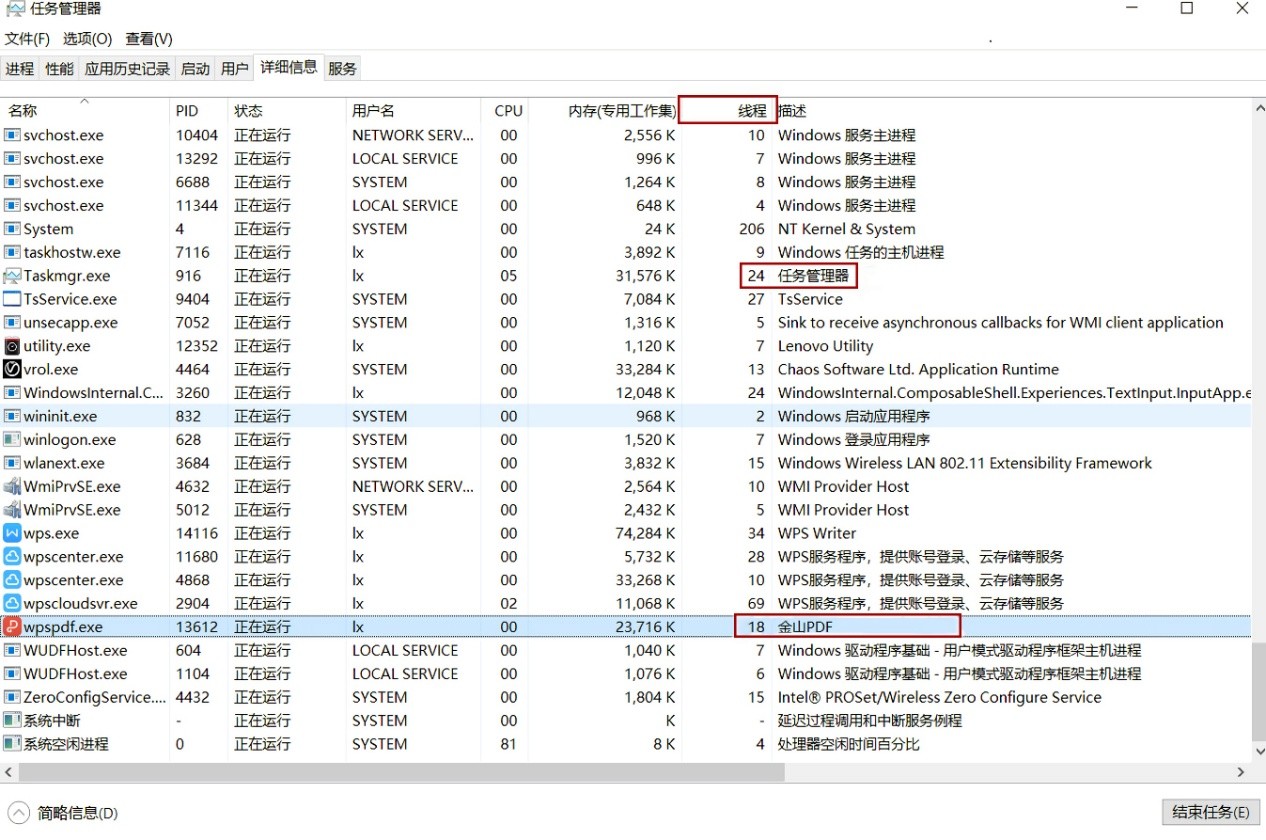 任务管理器
文件(F) 选项(O) 查看(V)
进程 性能 应用历史记录 启动 用户 详细信息 服务
名称 PID 状态 用户名 CPU 内存(专用工作集) 线程 描述
svchost.exe 10404 正在运行 NETWORK SERV... 00 2,556 K 10 Windows 服务主进程
svchost.exe 13292 正在运行 LOCAL SERVICE 00 996 K 7 Windows 服务主进程
svchost.exe 6688 正在运行 SYSTEM 00 1,264 K 8 Windows 服务主进程
svchost.exe 11344 正在运行 LOCAL SERVICE 00 648 K 4 Windows 服务主进程
System 4 正在运行 SYSTEM 00 24 K 206 NT Kernel & System
taskhostw.exe 7116 正在运行 lx 00 3,892 K 9 Windows 任务的主机进程
Taskmgr.exe 916 正在运行 lx 05 31,576 K 24 任务管理器
TsService.exe 9404 正在运行 SYSTEM 00 7,084 K 27 TsService
unsecapp.exe 7052 正在运行 SYSTEM 00 1,316 K 5 Sink to receive asynchronous callbacks for WMI client application
utility.exe 12352 正在运行 lx 00 1,120 K 7 Lenovo Utility
vrol.exe 4464 正在运行 SYSTEM 00 33,284 K 13 Chaos Software Ltd. Application Runtime
WindowsInternal.C... 3260 正在运行 lx 00 12,048 K 24 WindowsInternal.ComposableShell.Experiences.TextInput.InputApp.e
wininit.exe 832 正在运行 SYSTEM 00 968 K 2 Windows 启动应用程序
winlogon.exe 628 正在运行 SYSTEM 00 1,520 K 7 Windows 登录应用程序
wlanext.exe 3684 正在运行 SYSTEM 00 3,832 K 15 Windows Wireless LAN 802.11 Extensibility Framework
WmiPrvSE.exe 4632 正在运行 NETWORK SERV... 00 2,564 K 10 WMI Provider Host
WmiPrvSE.exe 5012 正在运行 SYSTEM 00 2,432 K 5 WMI Provider Host
wps.exe 14116 正在运行 lx 00 74,284 K 34 WPS Writer
wpscenter.exe 11680 正在运行 lx 00 5,732 K 28 WPS服务程序，提供账号登录、云存储等服务
wpscenter.exe 4868 正在运行 lx 00 33,268 K 10 WPS服务程序，提供账号登录、云存储等服务
wpscloudsvr.exe 2904 正在运行 lx 02 11,068 K 69 WPS服务程序，提供账号登录、云存储等服务
wpspdf.exe 13612 正在运行 lx 00 23,716 K 18 金山PDF
WUDFHost.exe 604 正在运行 LOCAL SERVICE 00 1,040 K 7 Windows 驱动程序基础 - 用户模式驱动程序框架主机进程
WUDFHost.exe 1104 正在运行 LOCAL SERVICE 00 1,076 K 6 Windows 驱动程序基础 - 用户模式驱动程序框架主机进程
ZeroConfigService.... 4432 正在运行 SYSTEM 00 1,804 K 15 Intel® PROSet/Wireless Zero Configure Service
系统中断 - 正在运行 SYSTEM 00 K - 延迟过程调用和中断服务例程
系统空闲进程 0 正在运行 SYSTEM 81 8 K 4 处理器空闲时间百分比
简略信息(D) 结束任务(E)